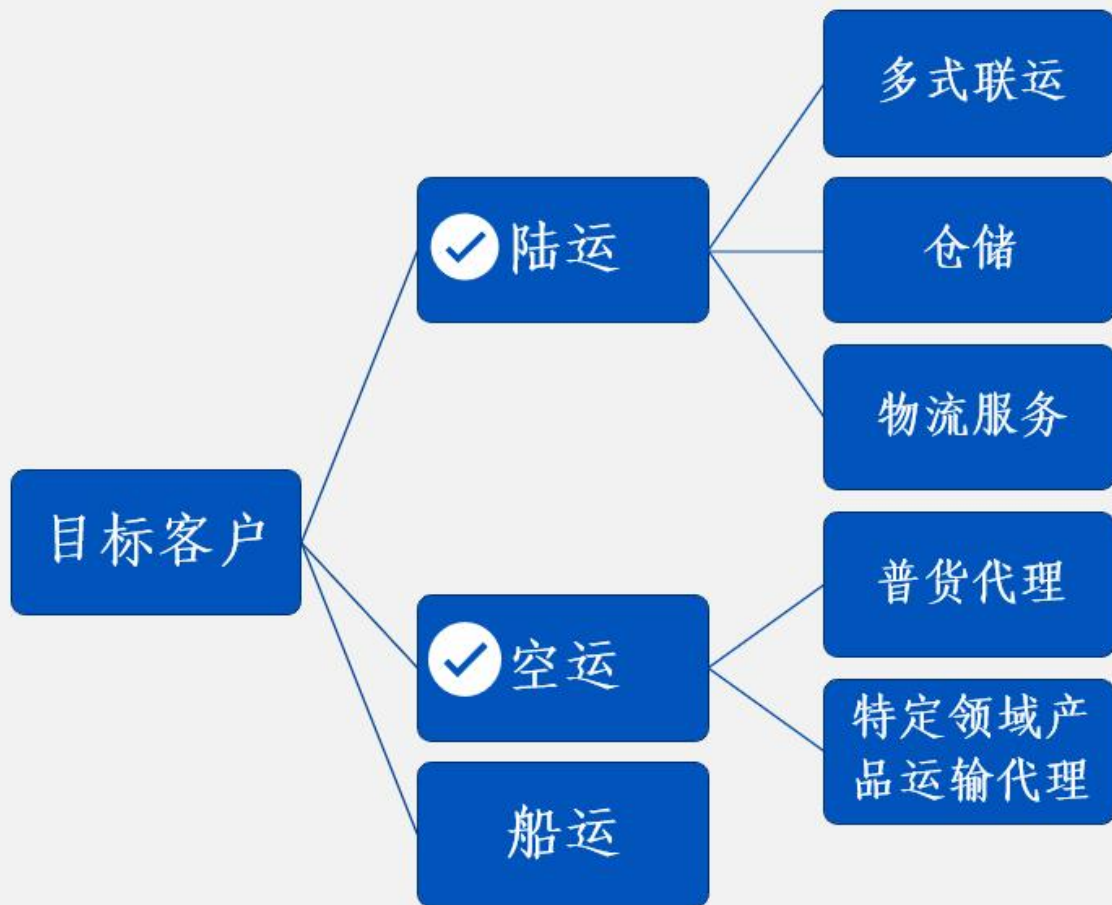 多式联运
陆运
仓储
物流服务
目标客户
普货代理
空运
特定领域产
品运输代理
船运